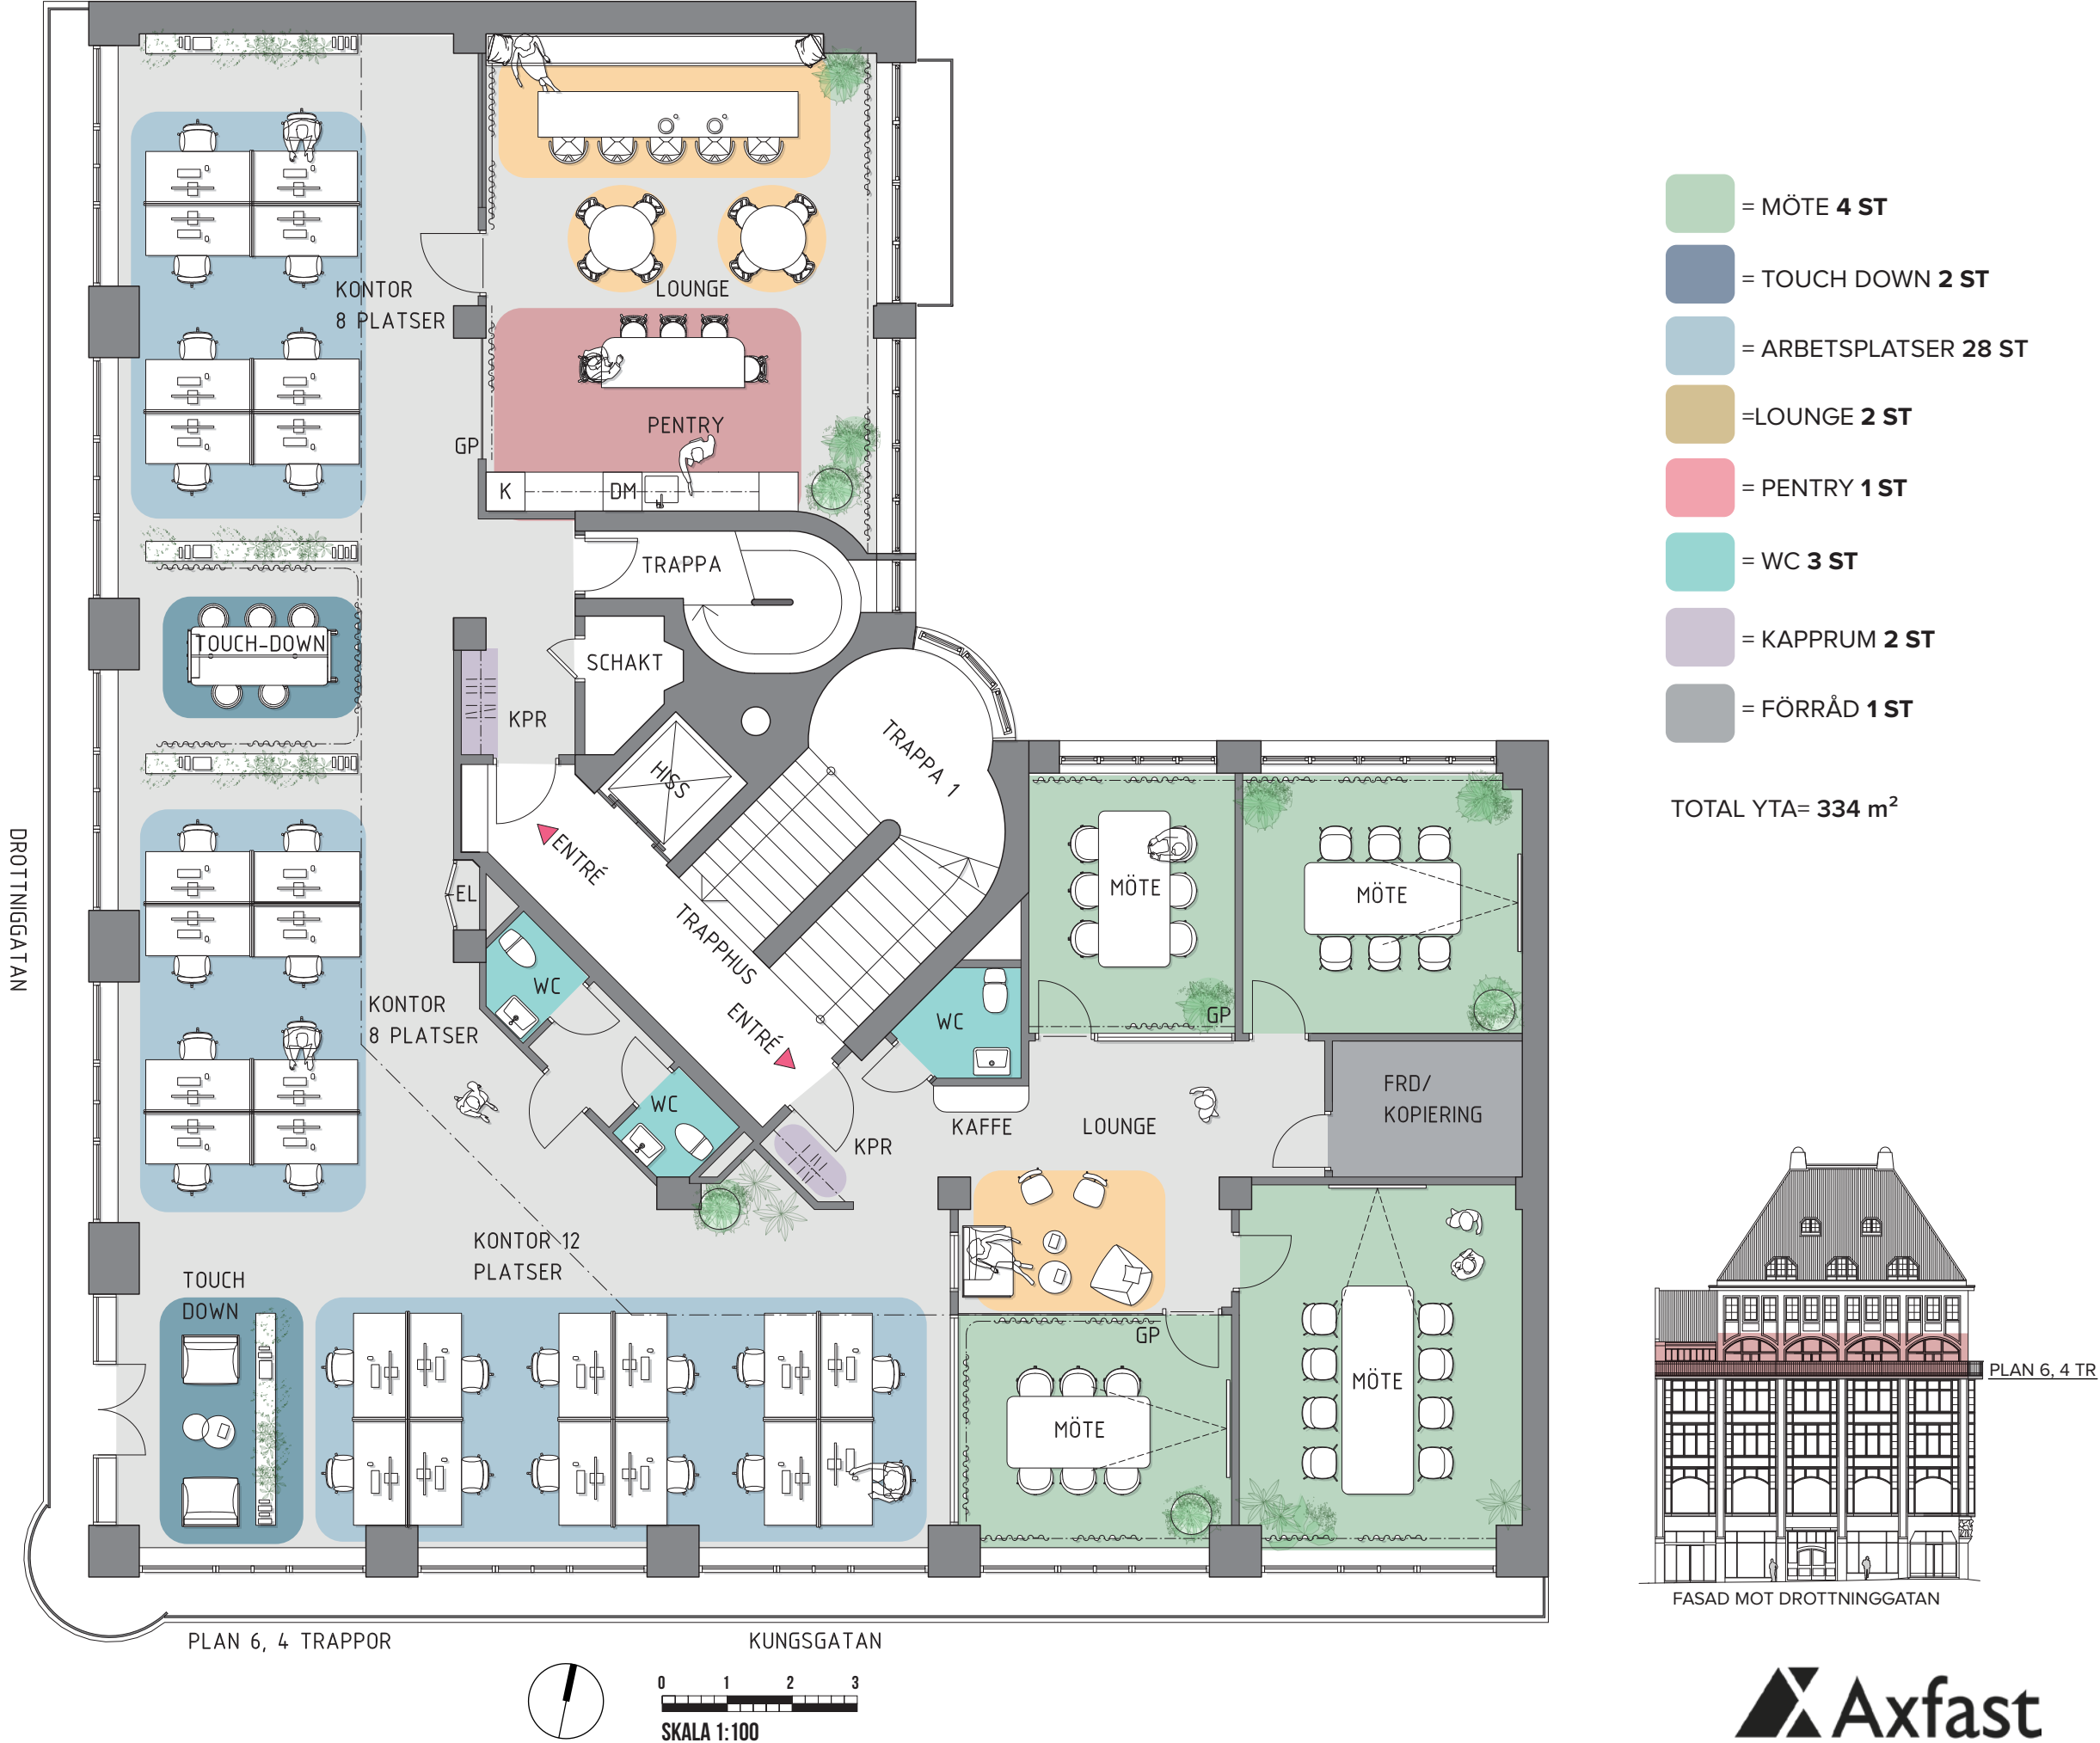 KONTOR
8 PLATSER
LOUNGE
PENTRY
GP
K
DM
TRAPPA
TOUCH-DOWN
SCHAKT
KPR
HISS
TRAPPA 1
ENTRÉ
EL
TRAPPHUS
ENTRÉ
WC
WC
WC
KONTOR
8 PLATSER
MÖTE
MÖTE
GP
KAFFE
LOUNGE
FRD/
KOPIERING
KPR
KONTOR 12
PLATSER
TOUCH
DOWN
GP
MÖTE
MÖTE
DROTTNINGGATAN
PLAN 6, 4 TRAPPOR
KUNGSGATAN
0 1 2 3
SKALA 1:100
= MÖTE 4 ST
= TOUCH DOWN 2 ST
= ARBETSPLATSER 28 ST
=LOUNGE 2 ST
= PENTRY 1 ST
= WC 3 ST
= KAPPRUM 2 ST
= FÖRRÅD 1 ST
TOTAL YTA= 334 m²
PLAN 6, 4 TR
FASAD MOT DROTTNINGGATAN
Axfast